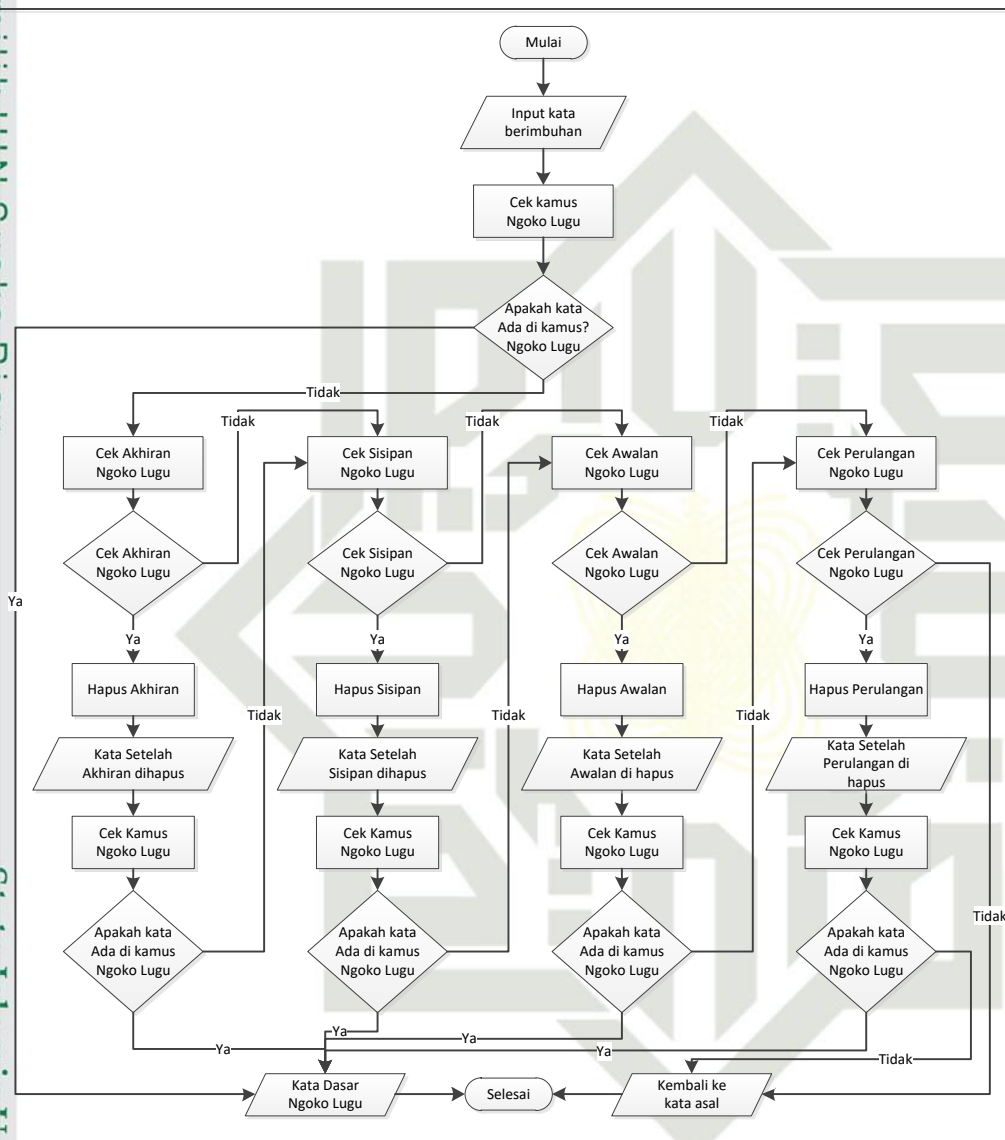 Mulai
Input kata
berimbuhan
Cek kamus
Ngoko Lugu
Apakah kata
Ada di kamus?
Ngoko Lugu
Tidak
Tidak
Tidak
Tidak
Cek Akhiran
Ngoko Lugu
Cek Sisipan
Ngoko Lugu
Cek Awalan
Ngoko Lugu
Cek Perulangan
Ngoko Lugu
Cek Akhiran
Ngoko Lugu
Cek Sisipan
Ngoko Lugu
Cek Awalan
Ngoko Lugu
Cek Perulangan
Ngoko Lugu
Ya
Ya
Ya
Ya
Ya
Hapus Akhiran
Hapus Sisipan
Hapus Awalan
Hapus Perulangan
Tidak
Tidak
Tidak
Kata Setelah
Akhiran dihapus
Kata Setelah
Sisipan dihapus
Kata Setelah
Awalan di hapus
Kata Setelah
Perulangan di
hapus
Cek Kamus
Ngoko Lugu
Cek Kamus
Ngoko Lugu
Cek Kamus
Ngoko Lugu
Cek Kamus
Ngoko Lugu
Tidak
Apakah kata
Ada di kamus
Ngoko Lugu
Apakah kata
Ada di kamus
Ngoko Lugu
Apakah kata
Ada di kamus
Ngoko Lugu
Apakah kata
Ada di kamus
Ngoko Lugu
Ya
Ya
Ya
Ya
Tidak
Kata Dasar
Ngoko Lugu
Selesai
Kembali ke
kata asal